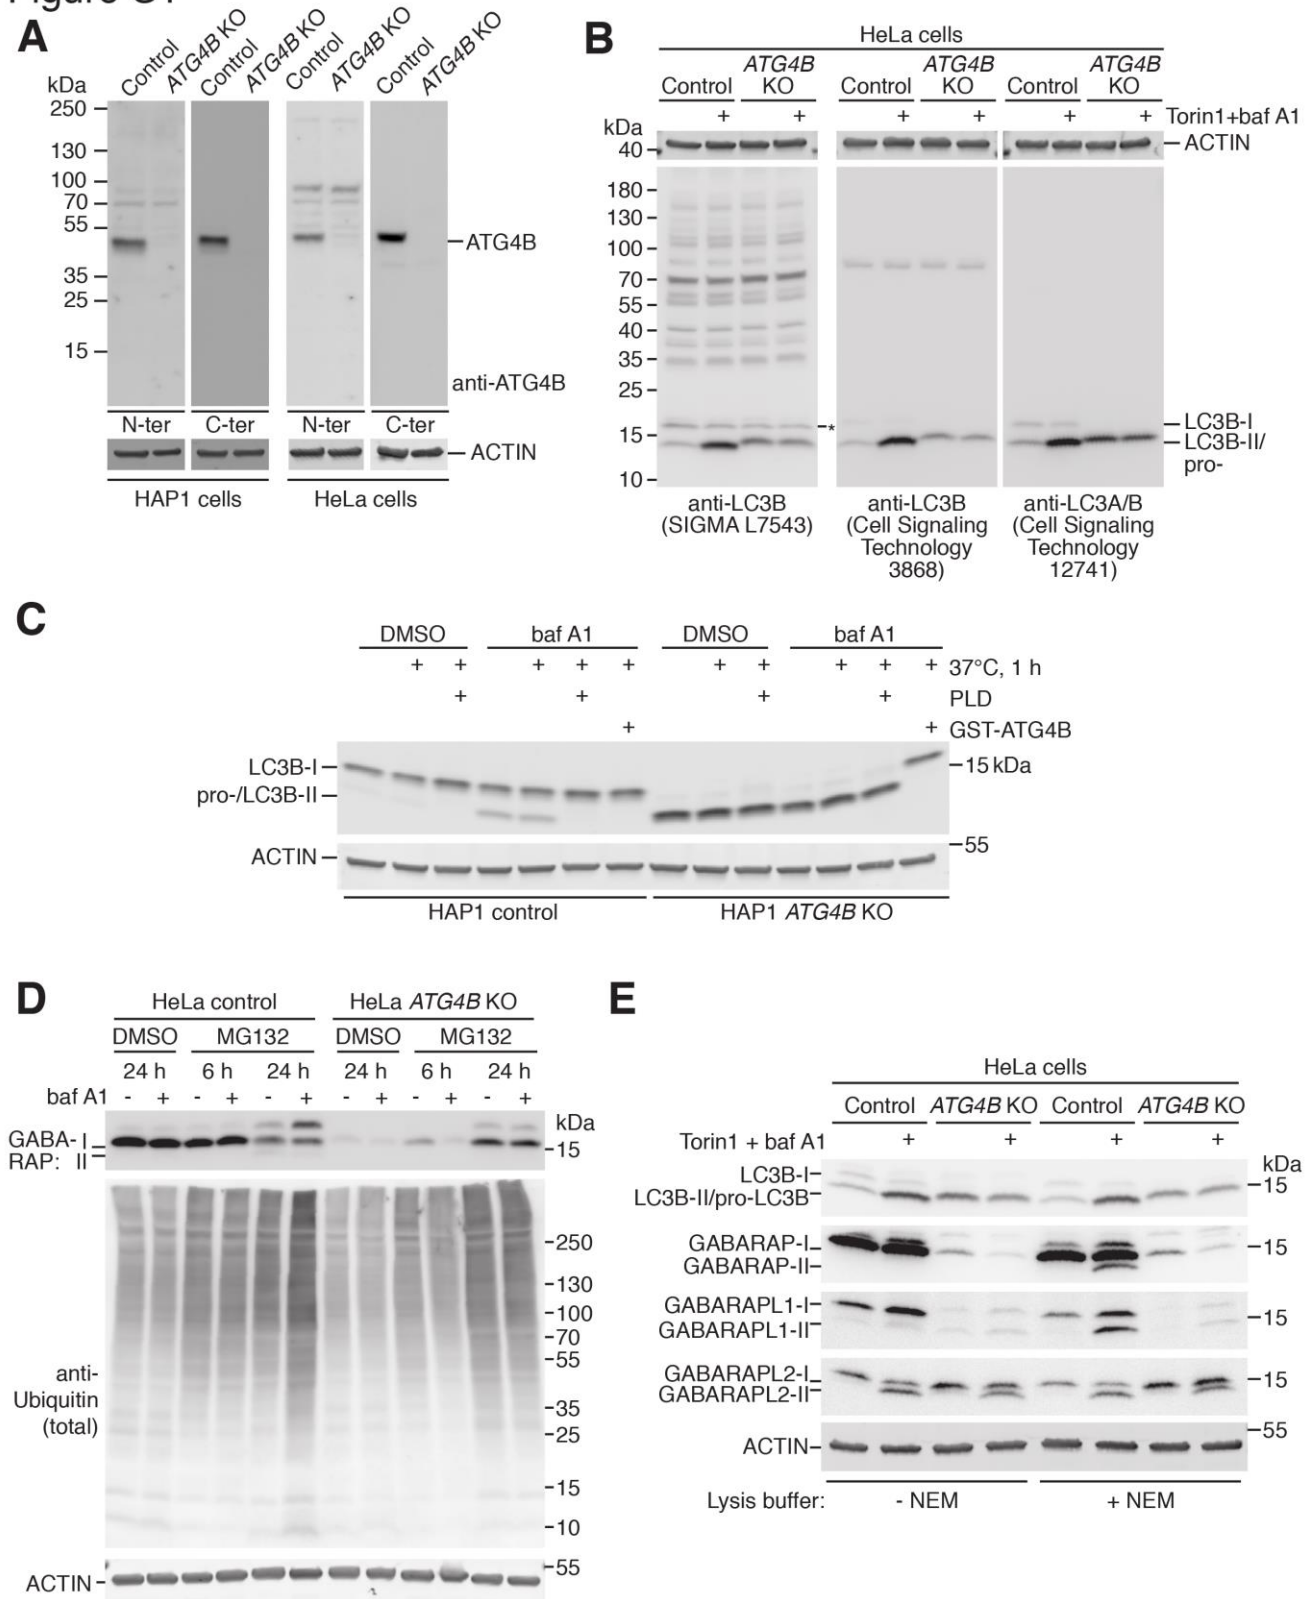 A
Control
ATG4B KO
Control
ATG4B KO
Control
ATG4B KO
Control
ATG4B KO
kDa
250
130
100
70
55
35
25
15
ATG4B
anti-ATG4B
N-ter
C-ter
N-ter
C-ter
ACTIN
HAP1 cells
HeLa cells
B
HeLa cells
Control ATG4B KO Control ATG4B KO Control ATG4B KO
+ + + + + + Torin1+baf A1
kDa
40
ACTIN
180
130
100
70
55
40
35
25
15
10
*
LC3B-I
LC3B-II/
pro-
anti-LC3B
(SIGMA L7543)
anti-LC3B
(Cell Signaling
Technology
3868)
anti-LC3A/B
(Cell Signaling
Technology
12741)
C
DMSO baf A1 DMSO baf A1
+ + + + + + + + + + 37°C, 1 h
+ + + + PLD
+ + GST-ATG4B
LC3B-I
pro-/LC3B-II
15 kDa
ACTIN
55
HAP1 control
HAP1 ATG4B KO
D
HeLa control HeLa ATG4B KO
DMSO MG132 DMSO MG132
24 h 6 h 24 h 24 h 6 h 24 h
baf A1 - + - + - + - + - + - +
kDa
GABA- I
RAP: II
15
250
130
100
70
55
35
25
15
10
anti-
Ubiquitin
(total)
55
ACTIN
E
HeLa cells
Control ATG4B KO Control ATG4B KO
Torin1 + baf A1 + + + +
kDa
LC3B-I
LC3B-II/pro-LC3B
15
GABARAP-I
GABARAP-II
15
GABARAPL1-I
GABARAPL1-II
15
GABARAPL2-I
GABARAPL2-II
15
ACTIN
55
Lysis buffer: - NEM + NEM